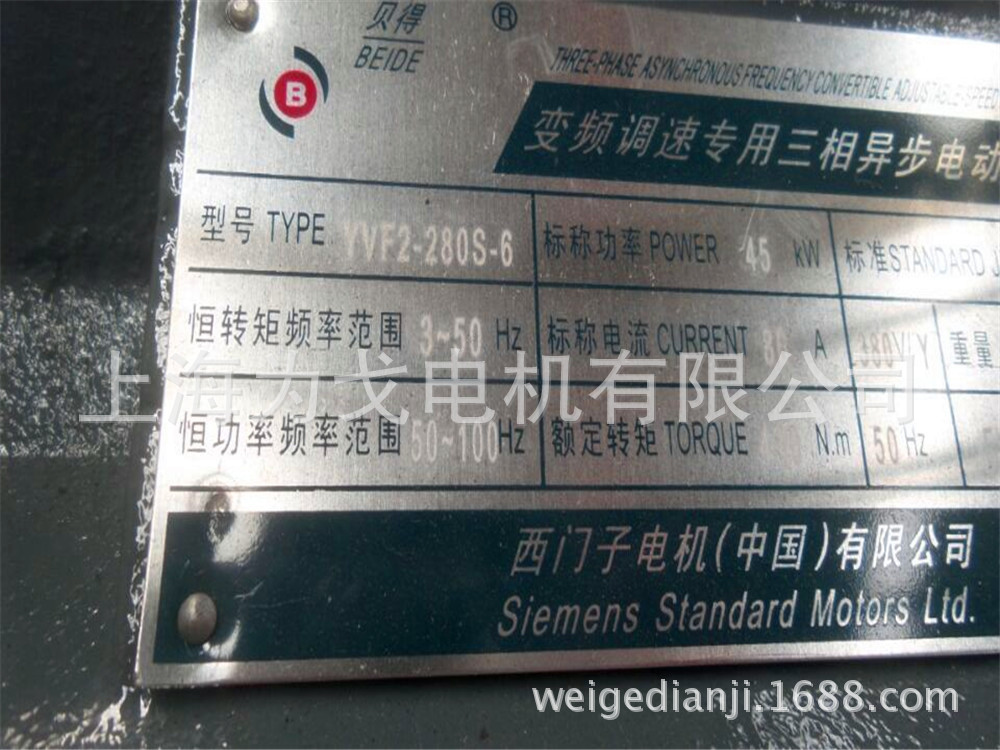 贝得
BEIDE
®
B
THREE-PHASE ASYNCHRONOUS FREQUENCY CONVERTIBLE ADJUSTABLE-SPEED
变频调速专用三相异步电动
型号 TYPE YVF2-280S-6 标称功率 POWER 45 kW 标准STANDARD J
恒转矩频率范围 3~50 Hz 标称电流 CURRENT A 380V Y 重量
上海为戈电机有限公司
恒功率频率范围 50~100Hz 额定转矩 TORQUE N.m 50 Hz
西门子电机(中国)有限公司
Siemens Standard Motors Ltd.
weigedianji.1688.com